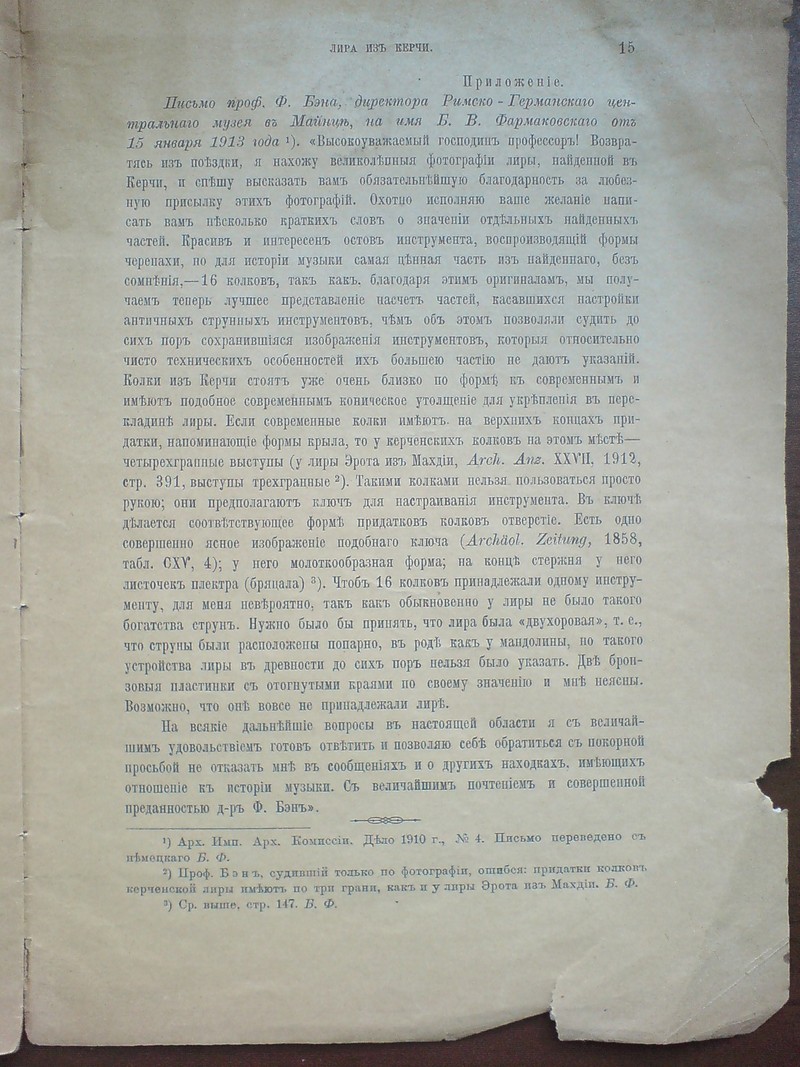 ЛИРА ИЗЪ КЕРЧИ. 15
Приложеніе.
Письмо проф. Ф. Бэна, директора Римско-Германскаго цен-
тральнаго музея въ Майнцѣ, на имя Б. В. Фармаковскаго отъ
15 января 1913 года ¹). «Высокоуважаемый господинъ профессоръ! Возвра-
тясь изъ поѣздки, я нахожу великолѣпныя фотографіи лиры, найденной въ
Керчи, и спѣшу высказать вамъ обязательнѣйшую благодарность за любез-
ную присылку этихъ фотографій. Охотно исполняю ваше желаніе напи-
сать вамъ нѣсколько краткихъ словъ о значеніи отдѣльныхъ найденныхъ
частей. Красивъ и интересенъ остовъ инструмента, воспроизводящій формы
черепахи, но для исторіи музыки самая цѣнная часть изъ найденнаго, безъ
сомнѣнія,—16 колковъ, такъ какъ. благодаря этимъ оригиналамъ, мы полу-
чаемъ теперь лучшее представленіе насчетъ частей, касавшихся настройки
античныхъ струнныхъ инструментовъ, чѣмъ объ этомъ позволяли судить до
сихъ поръ сохранившіяся изображенія инструментовъ, которыя относительно
чисто техническихъ особенностей ихъ большею частію не даютъ указаній.
Колки изъ Керчи стоятъ уже очень близко по формѣ къ современнымъ и
имѣютъ подобное современнымъ коническое утолщеніе для укрѣпленія въ пере-
кладинѣ лиры. Если современные колки имѣютъ на верхнихъ концахъ при-
датки, напоминающіе формы крыла, то у керченскихъ колковъ на этомъ мѣстѣ—
четырехгранные выступы (у лиры Эрота изъ Махдіи, Arch. Anz. XXVII, 1912,
стр. 391, выступы трехгранные ²). Такими колками нельзя пользоваться просто
рукою; они предполагаютъ ключъ для настраиванія инструмента. Въ ключѣ
дѣлается соотвѣтствующее формѣ придатковъ колковъ отверстіе. Есть одно
совершенно ясное изображеніе подобнаго ключа (Archäol. Zeitung, 1858,
табл. CXV, 4); у него молоткообразная форма; на концѣ стержня у него
листочекъ плектра (бряцала) ³). Чтобъ 16 колковъ принадлежали одному инстру-
менту, для меня невѣроятно, такъ какъ обыкновенно у лиры не было такого
богатства струнъ. Нужно было бы принять, что лира была «двухоровая», т. е.,
что струны были расположены попарно, въ родѣ какъ у мандолины, но такого
устройства лиры въ древности до сихъ поръ нельзя было указать. Двѣ брон-
зовыя пластинки съ отогнутыми краями по своему значенію и мнѣ неясны.
Возможно, что онѣ вовсе не принадлежали лирѣ.
На всякіе дальнѣйшіе вопросы въ настоящей области я съ величай-
шимъ удовольствіемъ готовъ отвѣтить и позволяю себѣ обратиться съ покорной
просьбой не отказать мнѣ въ сообщеніяхъ и о другихъ находкахъ, имѣющихъ
отношеніе къ исторіи музыки. Съ величайшимъ почтеніемъ и совершенной
преданностью д-ръ Ф. Бэнъ».
¹) Арх. Имп. Арх. Комиссіи. Дѣло 1910 г., № 4. Письмо переведено съ
нѣмецкаго Б. Ф.
²) Проф. Бэнъ, судившій только по фотографіи, ошибся: придатки колковъ
керченской лиры имѣютъ по три грани, какъ и у лиры Эрота изъ Махдіи. Б. Ф.
³) Ср. выше, стр. 147. Б. Ф.